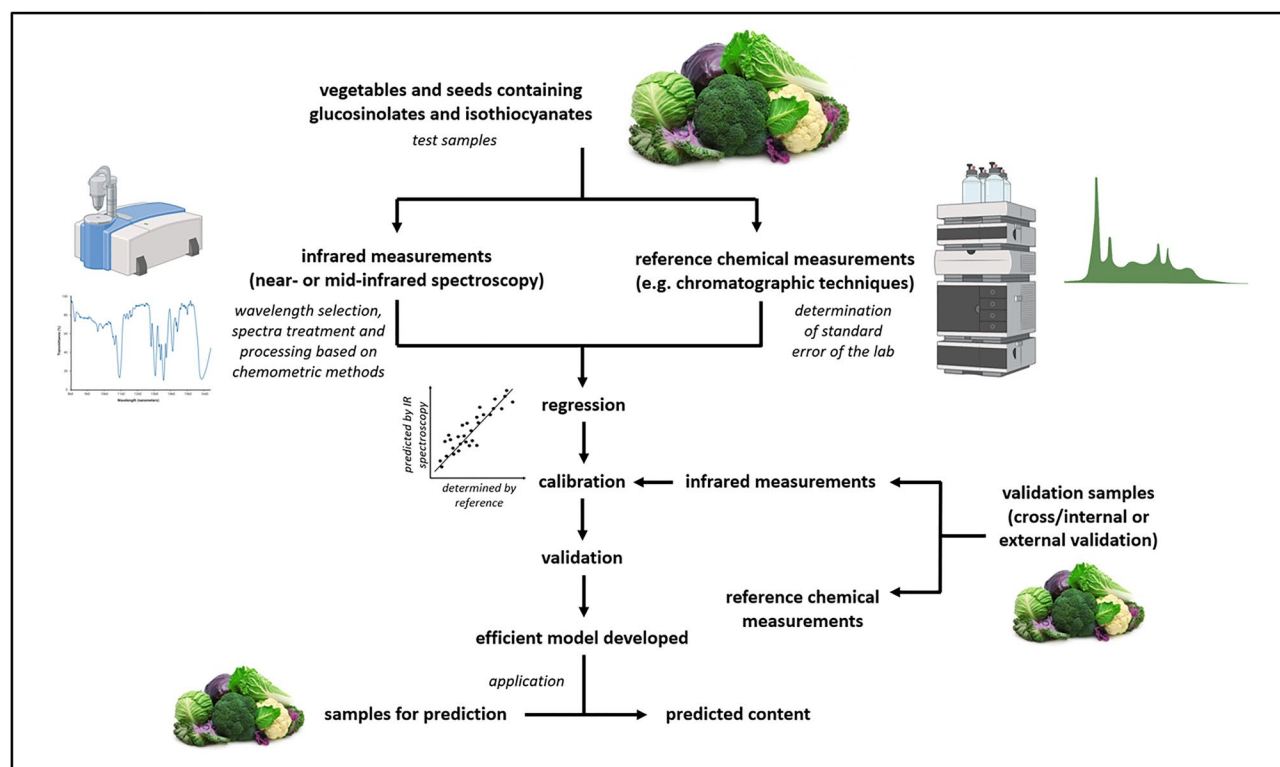 vegetables and seeds containing
glucosinolates and isothiocyanates
test samples
infrared measurements
(near- or mid-infrared spectroscopy)
wavelength selection,
spectra treatment and
processing based on
chemometric methods
reference chemical measurements
(e.g. chromatographic techniques)
determination
of standard
error of the lab
Transmittance (%)
Wavelength (nanometers)
regression
predicted by IR
spectroscopy
determined by
reference
calibration
infrared measurements
validation samples
(cross/internal or
external validation)
validation
reference chemical
measurements
efficient model developed
application
samples for prediction
predicted content